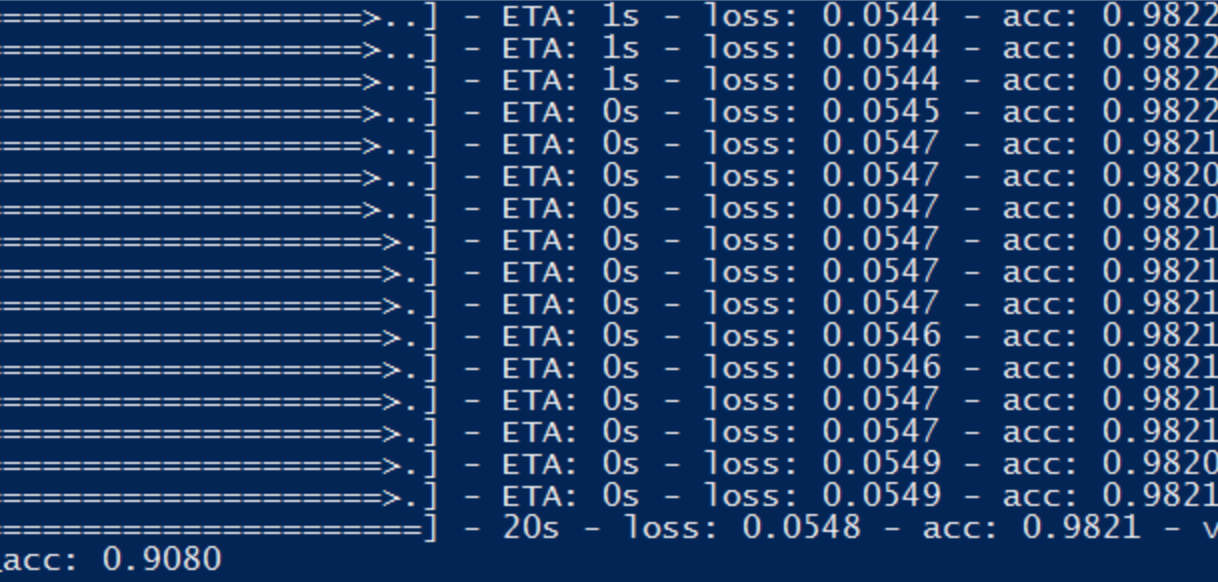 ===================>..] - ETA: 1s - loss: 0.0544 - acc: 0.9822
===================>..] - ETA: 1s - loss: 0.0544 - acc: 0.9822
===================>..] - ETA: 1s - loss: 0.0544 - acc: 0.9822
===================>..] - ETA: 0s - loss: 0.0545 - acc: 0.9822
===================>..] - ETA: 0s - loss: 0.0547 - acc: 0.9821
===================>..] - ETA: 0s - loss: 0.0547 - acc: 0.9820
===================>..] - ETA: 0s - loss: 0.0547 - acc: 0.9820
====================>.] - ETA: 0s - loss: 0.0547 - acc: 0.9821
====================>.] - ETA: 0s - loss: 0.0547 - acc: 0.9821
====================>.] - ETA: 0s - loss: 0.0547 - acc: 0.9821
====================>.] - ETA: 0s - loss: 0.0546 - acc: 0.9821
====================>.] - ETA: 0s - loss: 0.0546 - acc: 0.9821
====================>.] - ETA: 0s - loss: 0.0547 - acc: 0.9821
====================>.] - ETA: 0s - loss: 0.0547 - acc: 0.9821
====================>.] - ETA: 0s - loss: 0.0549 - acc: 0.9820
====================>.] - ETA: 0s - loss: 0.0549 - acc: 0.9821
======================] - 20s - loss: 0.0548 - acc: 0.9821 - v
_acc: 0.9080